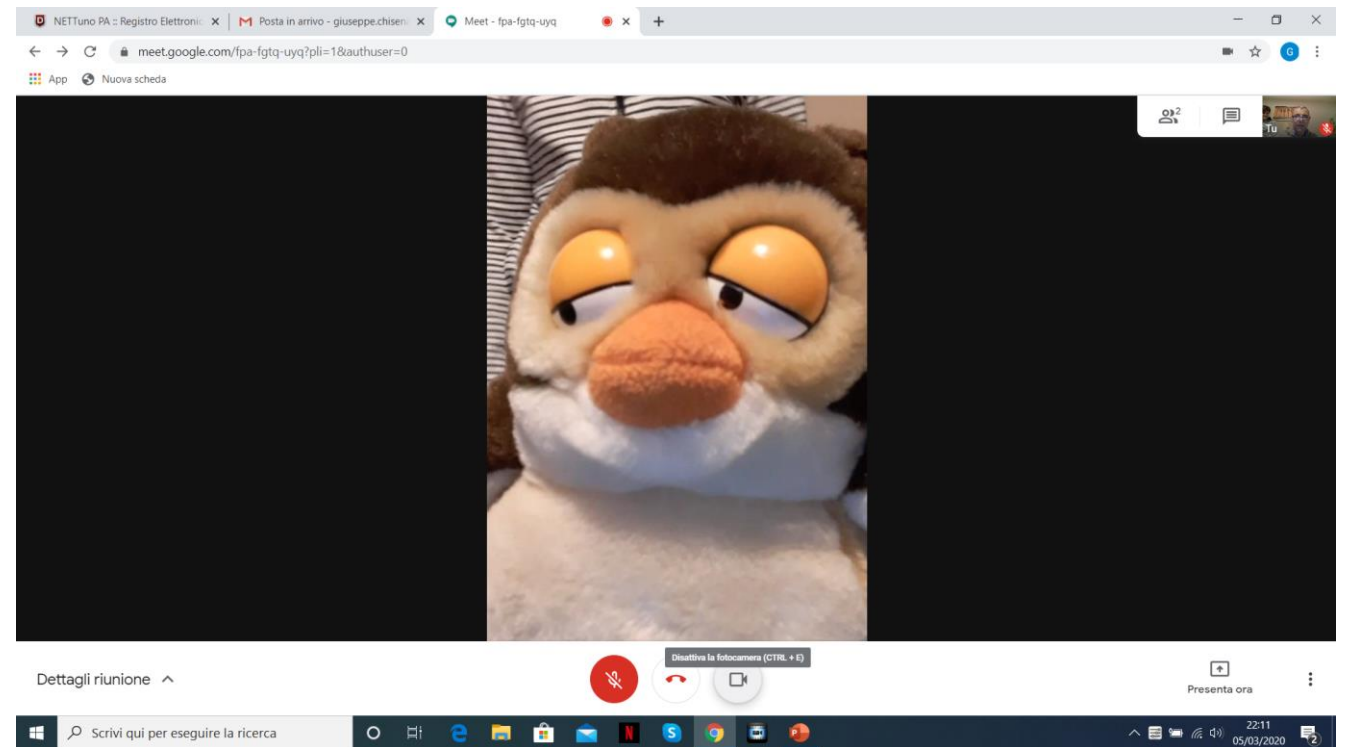 NETTuno PA :: Registro Elettronic
Posta in arrivo - giuseppe.chisen
Meet - fpa-fgtq-uyq
meet.google.com/fpa-fgtq-uyq?pli=1&authuser=0
G
App
Nuova scheda
2
Tu
Disattiva la fotocamera (CTRL + E)
Dettagli riunione
Presenta ora
Scrivi qui per eseguire la ricerca
22:11
05/03/2020
2